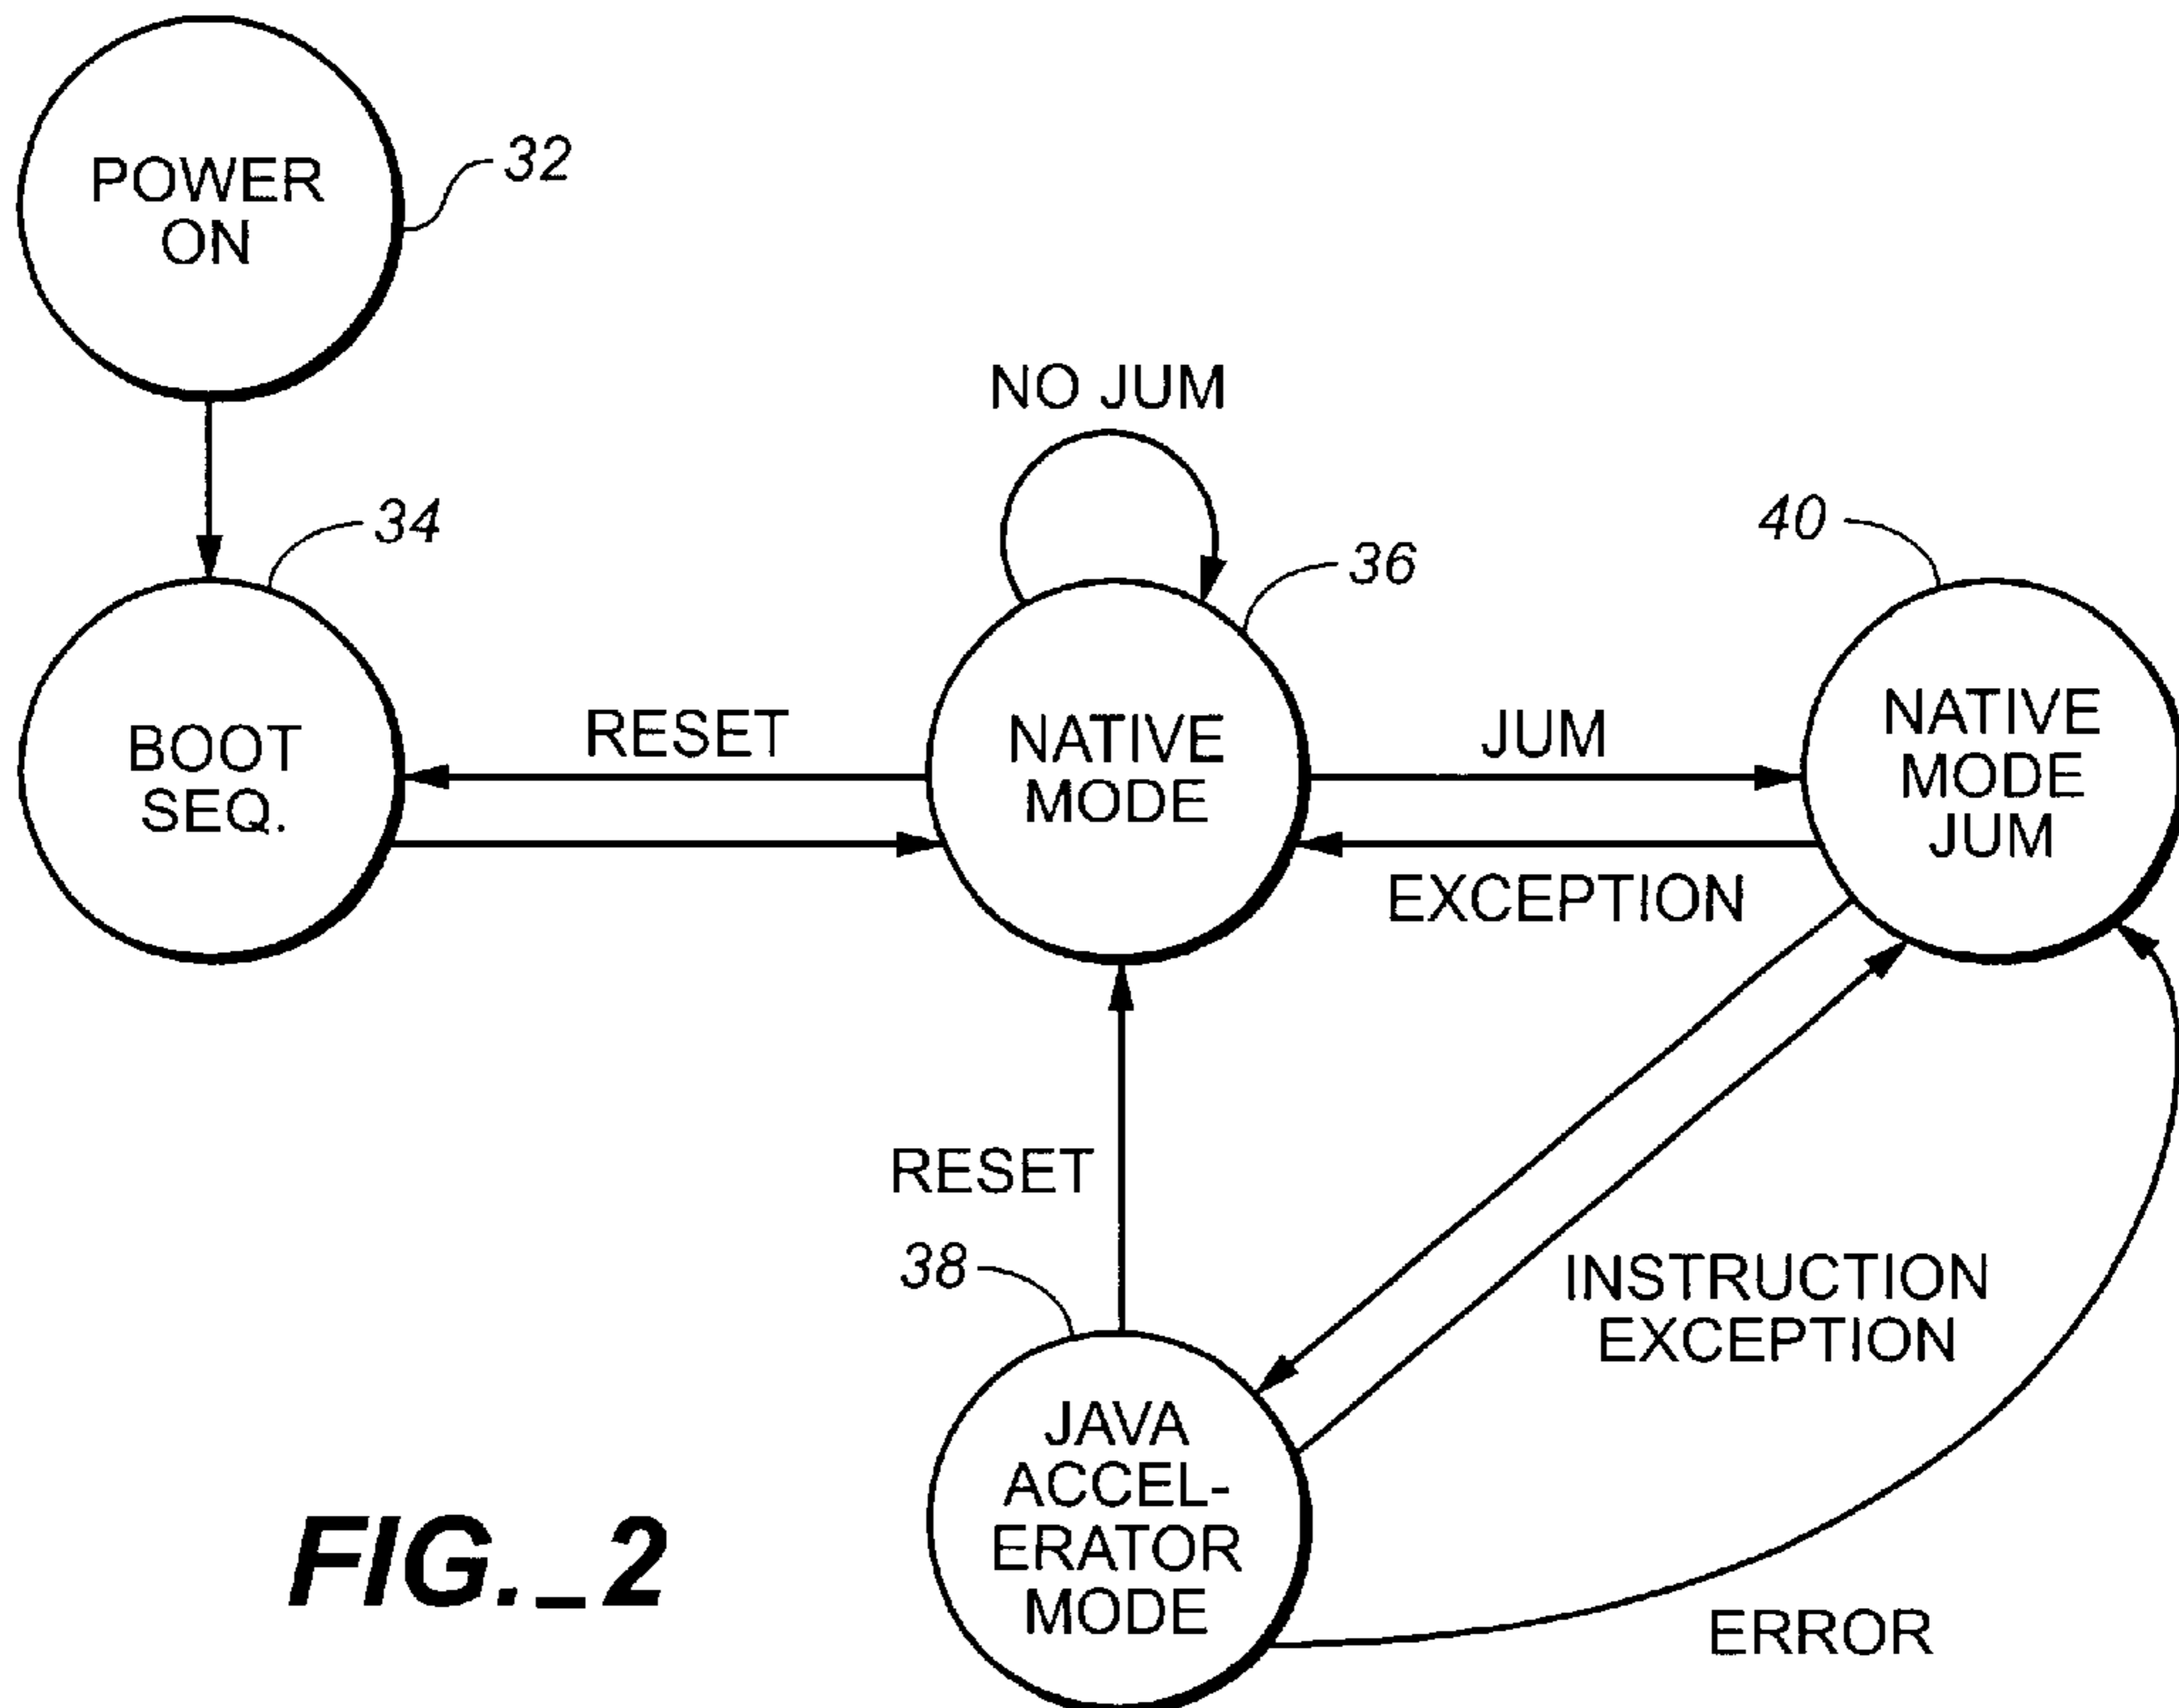 POWER
ON
32
34
BOOT
SEQ.
RESET
NO JUM
36
NATIVE
MODE
JUM
EXCEPTION
40
NATIVE
MODE
JUM
RESET
38
JAVA
ACCEL-
ERATOR
MODE
INSTRUCTION
EXCEPTION
ERROR
FIG._2